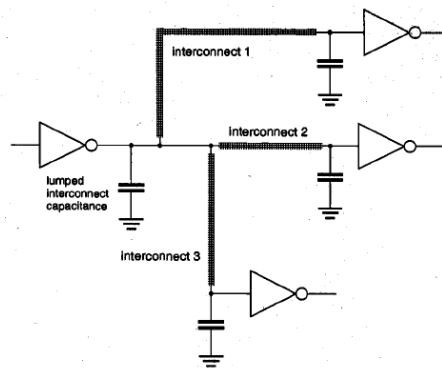 interconnect 1
interconnect 2
lumped
interconnect
capacitance
interconnect 3